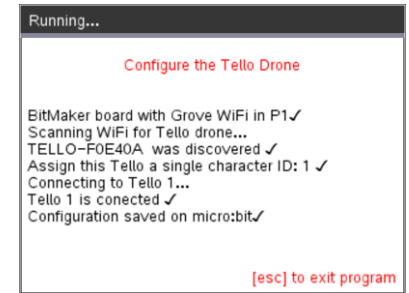 Running...
Configure the Tello Drone
BitMaker board with Grove WiFi in P1✓
Scanning WiFi for Tello drone...
TELLO-F0E40A was discovered ✓
Assign this Tello a single character ID: 1 ✓
Connecting to Tello 1...
Tello 1 is conected ✓
Configuration saved on micro:bit✓
[esc] to exit program